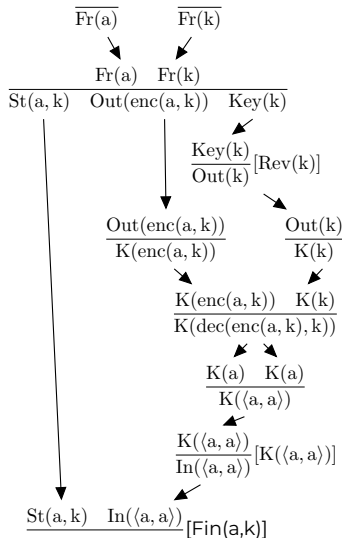 Fr(a) Fr(k)
Fr(a) Fr(k)
St(a, k) Out(enc(a, k)) Key(k)
Key(k)
Out(k) [Rev(k)]
Out(enc(a, k)) Out(k)
K(enc(a, k)) K(k)
K(enc(a, k)) K(k)
K(dec(enc(a, k), k))
K(a) K(a)
K(⟨a, a⟩)
K(⟨a, a⟩)
In(⟨a, a⟩) [K(⟨a, a⟩)]
St(a, k) In(⟨a, a⟩) [Fin(a,k)]